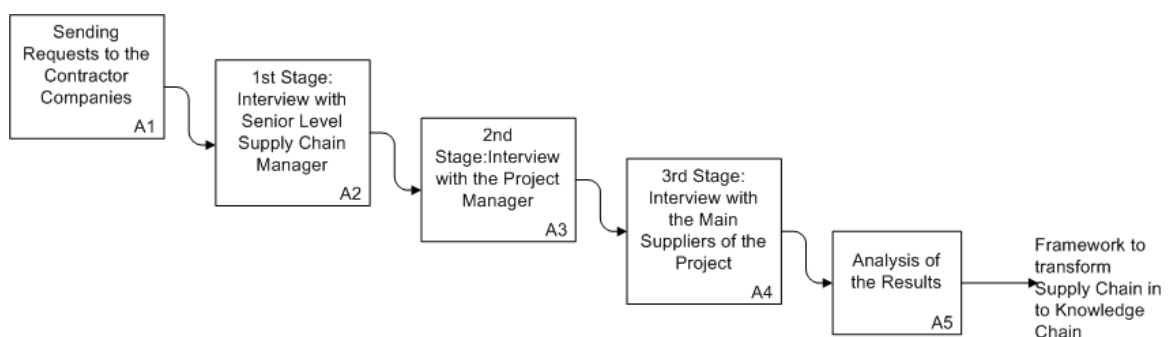 Sending
Requests to the
Contractor
Companies
A1
1st Stage:
Interview with
Senior Level
Supply Chain
Manager
A2
2nd
Stage:Interview
with the Project
Manager
A3
3rd Stage:
Interview with
the Main
Suppliers of the
Project
A4
Analysis of
the Results
A5
Framework to
transform
Supply Chain in
to Knowledge
Chain